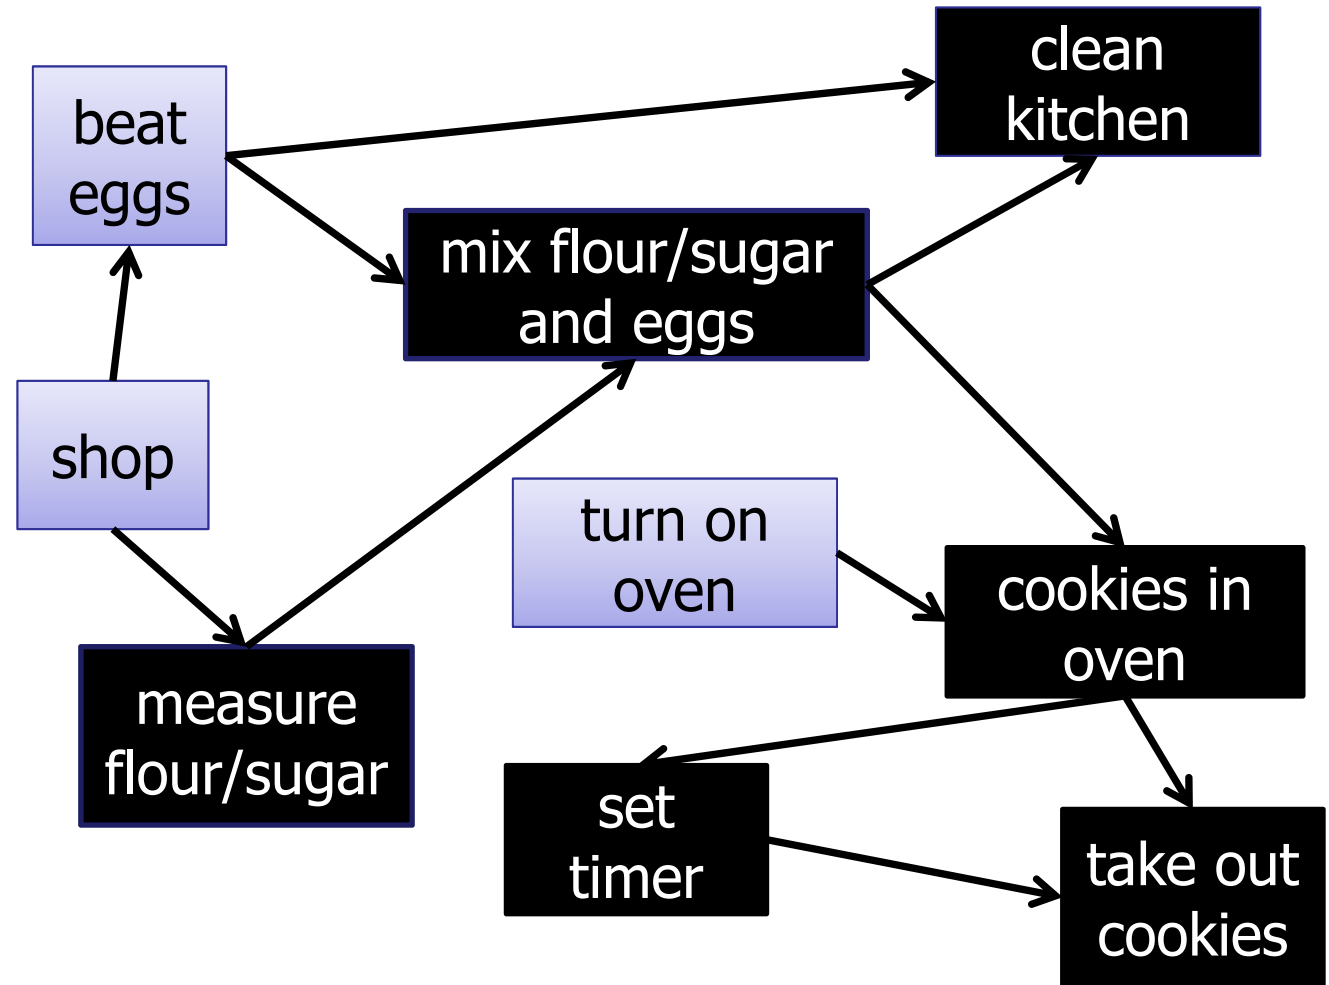 clean
kitchen
beat
eggs
mix flour/sugar
and eggs
shop
turn on
oven
cookies in
oven
measure
flour/sugar
set
timer
take out
cookies